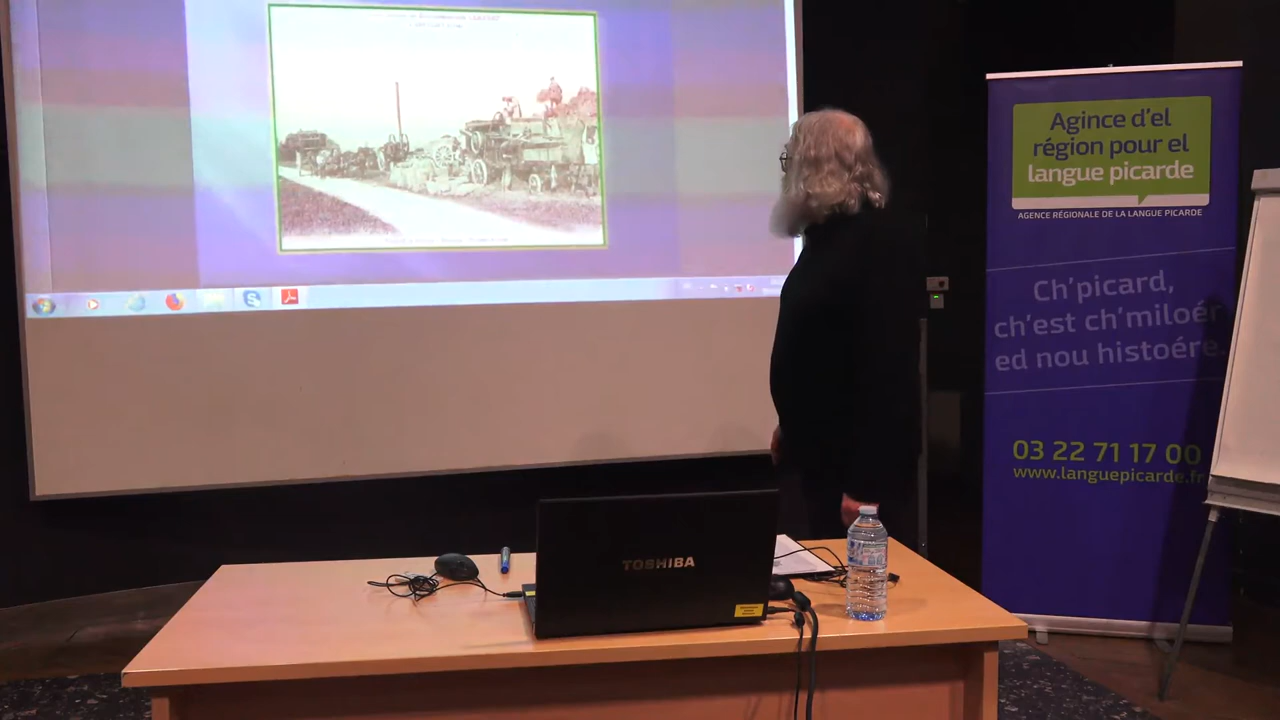 Agince d'el
région pour el
langue picarde
AGENCE RÉGIONALE DE LA LANGUE PICARDE
Ch'picard,
ch'est ch'miloér
ed nou histoére.
03 22 71 17 00
www.languepicarde.fr
TOSHIBA